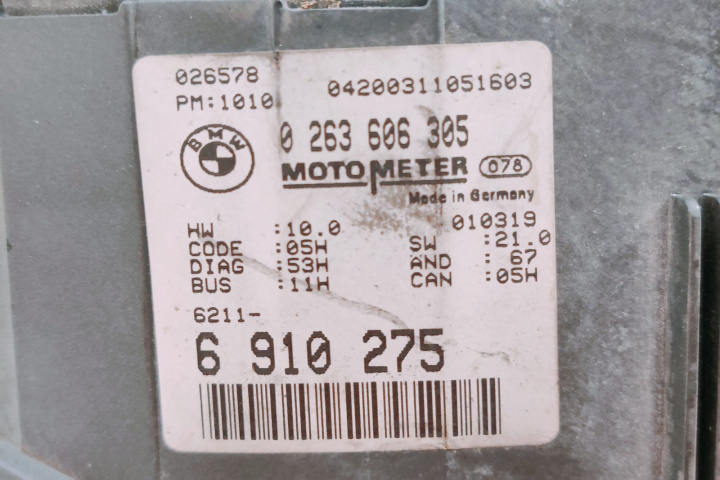 026578 04200311051603
PM:1010
BMW 0 263 606 305
MOTOMETER 078
Made in Germany
010319
HW :10.0 SW :21.0
CODE :05H AND : 67
DIAG :53H CAN :05H
BUS :11H
6211-
6 910 275